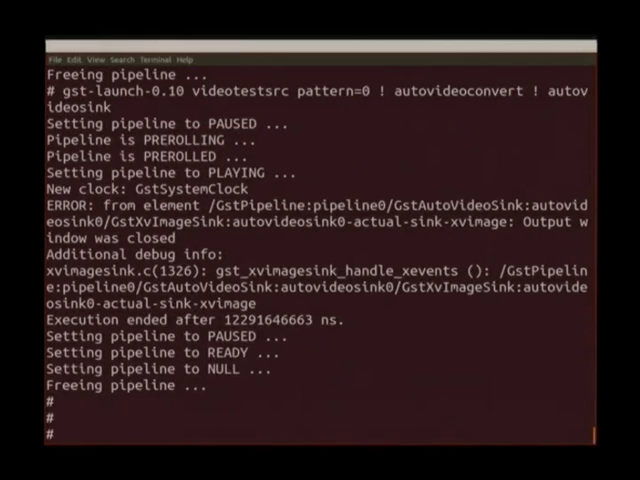 File Edit View Search Terminal Help
Freeing pipeline ...
# gst-launch-0.10 videotestsrc pattern=0 ! autovideoconvert ! autov
ideosink
Setting pipeline to PAUSED ...
Pipeline is PREROLLING ...
Pipeline is PREROLLED ...
Setting pipeline to PLAYING ...
New clock: GstSystemClock
ERROR: from element /GstPipeline:pipeline0/GstAutoVideoSink:autovid
eosink0/GstXvImageSink:autovideosink0-actual-sink-xvimage: Output w
indow was closed
Additional debug info:
xvimagesink.c(1326): gst_xvimagesink_handle_xevents (): /GstPipelin
e:pipeline0/GstAutoVideoSink:autovideosink0/GstXvImageSink:autovide
osink0-actual-sink-xvimage
Execution ended after 12291646663 ns.
Setting pipeline to PAUSED ...
Setting pipeline to READY ...
Setting pipeline to NULL ...
Freeing pipeline ...
#
#
#